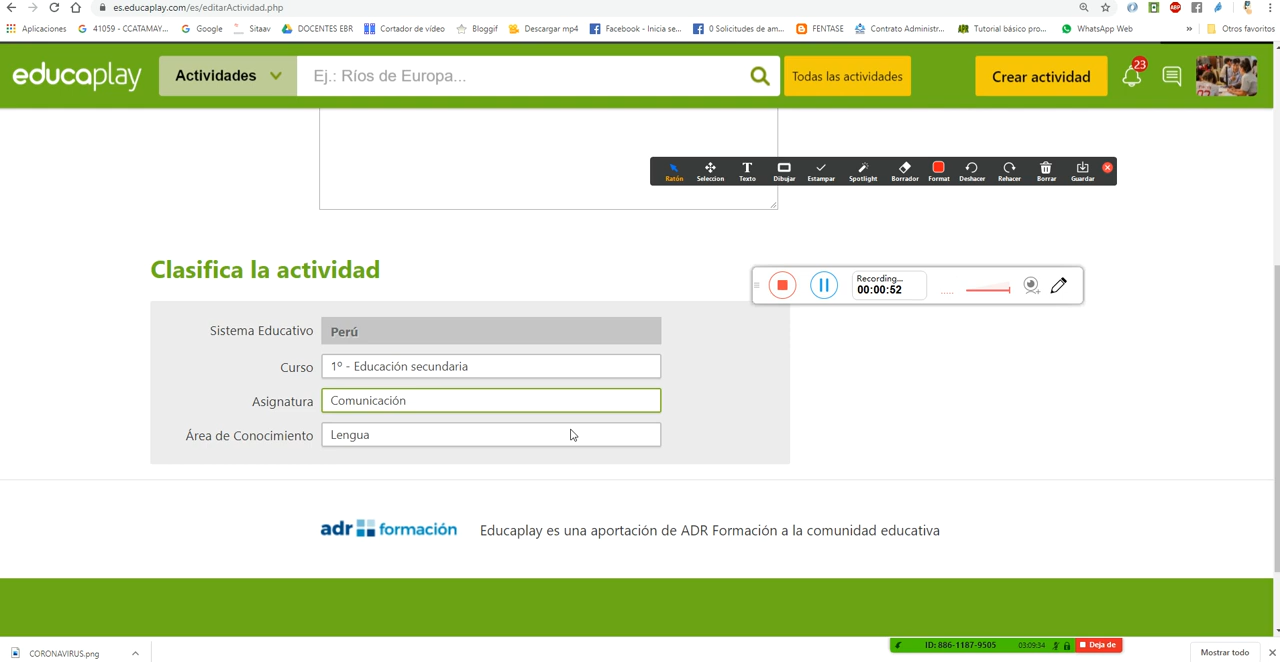 es.educaplay.com/es/editarActividad.php
Aplicaciones
41059 - CCATAMAY...
Google
Sitaav
DOCENTES EBR
Cortador de vídeo
Bloggif
Descargar mp4
Facebook - Inicia se...
0 Solicitudes de am...
FENTASE
Contrato Administr...
Tutorial básico pro...
WhatsApp Web
»
Otros favoritos
educaplay
Actividades
Ej.: Ríos de Europa...
Todas las actividades
Crear actividad
23
Ratón
Seleccion
Texto
Dibujar
Estampar
Spotlight
Borrador
Format
Deshacer
Rehacer
Borrar
Guardar
Clasifica la actividad
Recording...
00:00:52
Sistema Educativo
Perú
Curso
1º - Educación secundaria
Asignatura
Comunicación
Área de Conocimiento
Lengua
adr formación
Educaplay es una aportación de ADR Formación a la comunidad educativa
ID: 886-1187-9505
03:09:34
Deja de
CORONAVIRUS.png
Mostrar todo